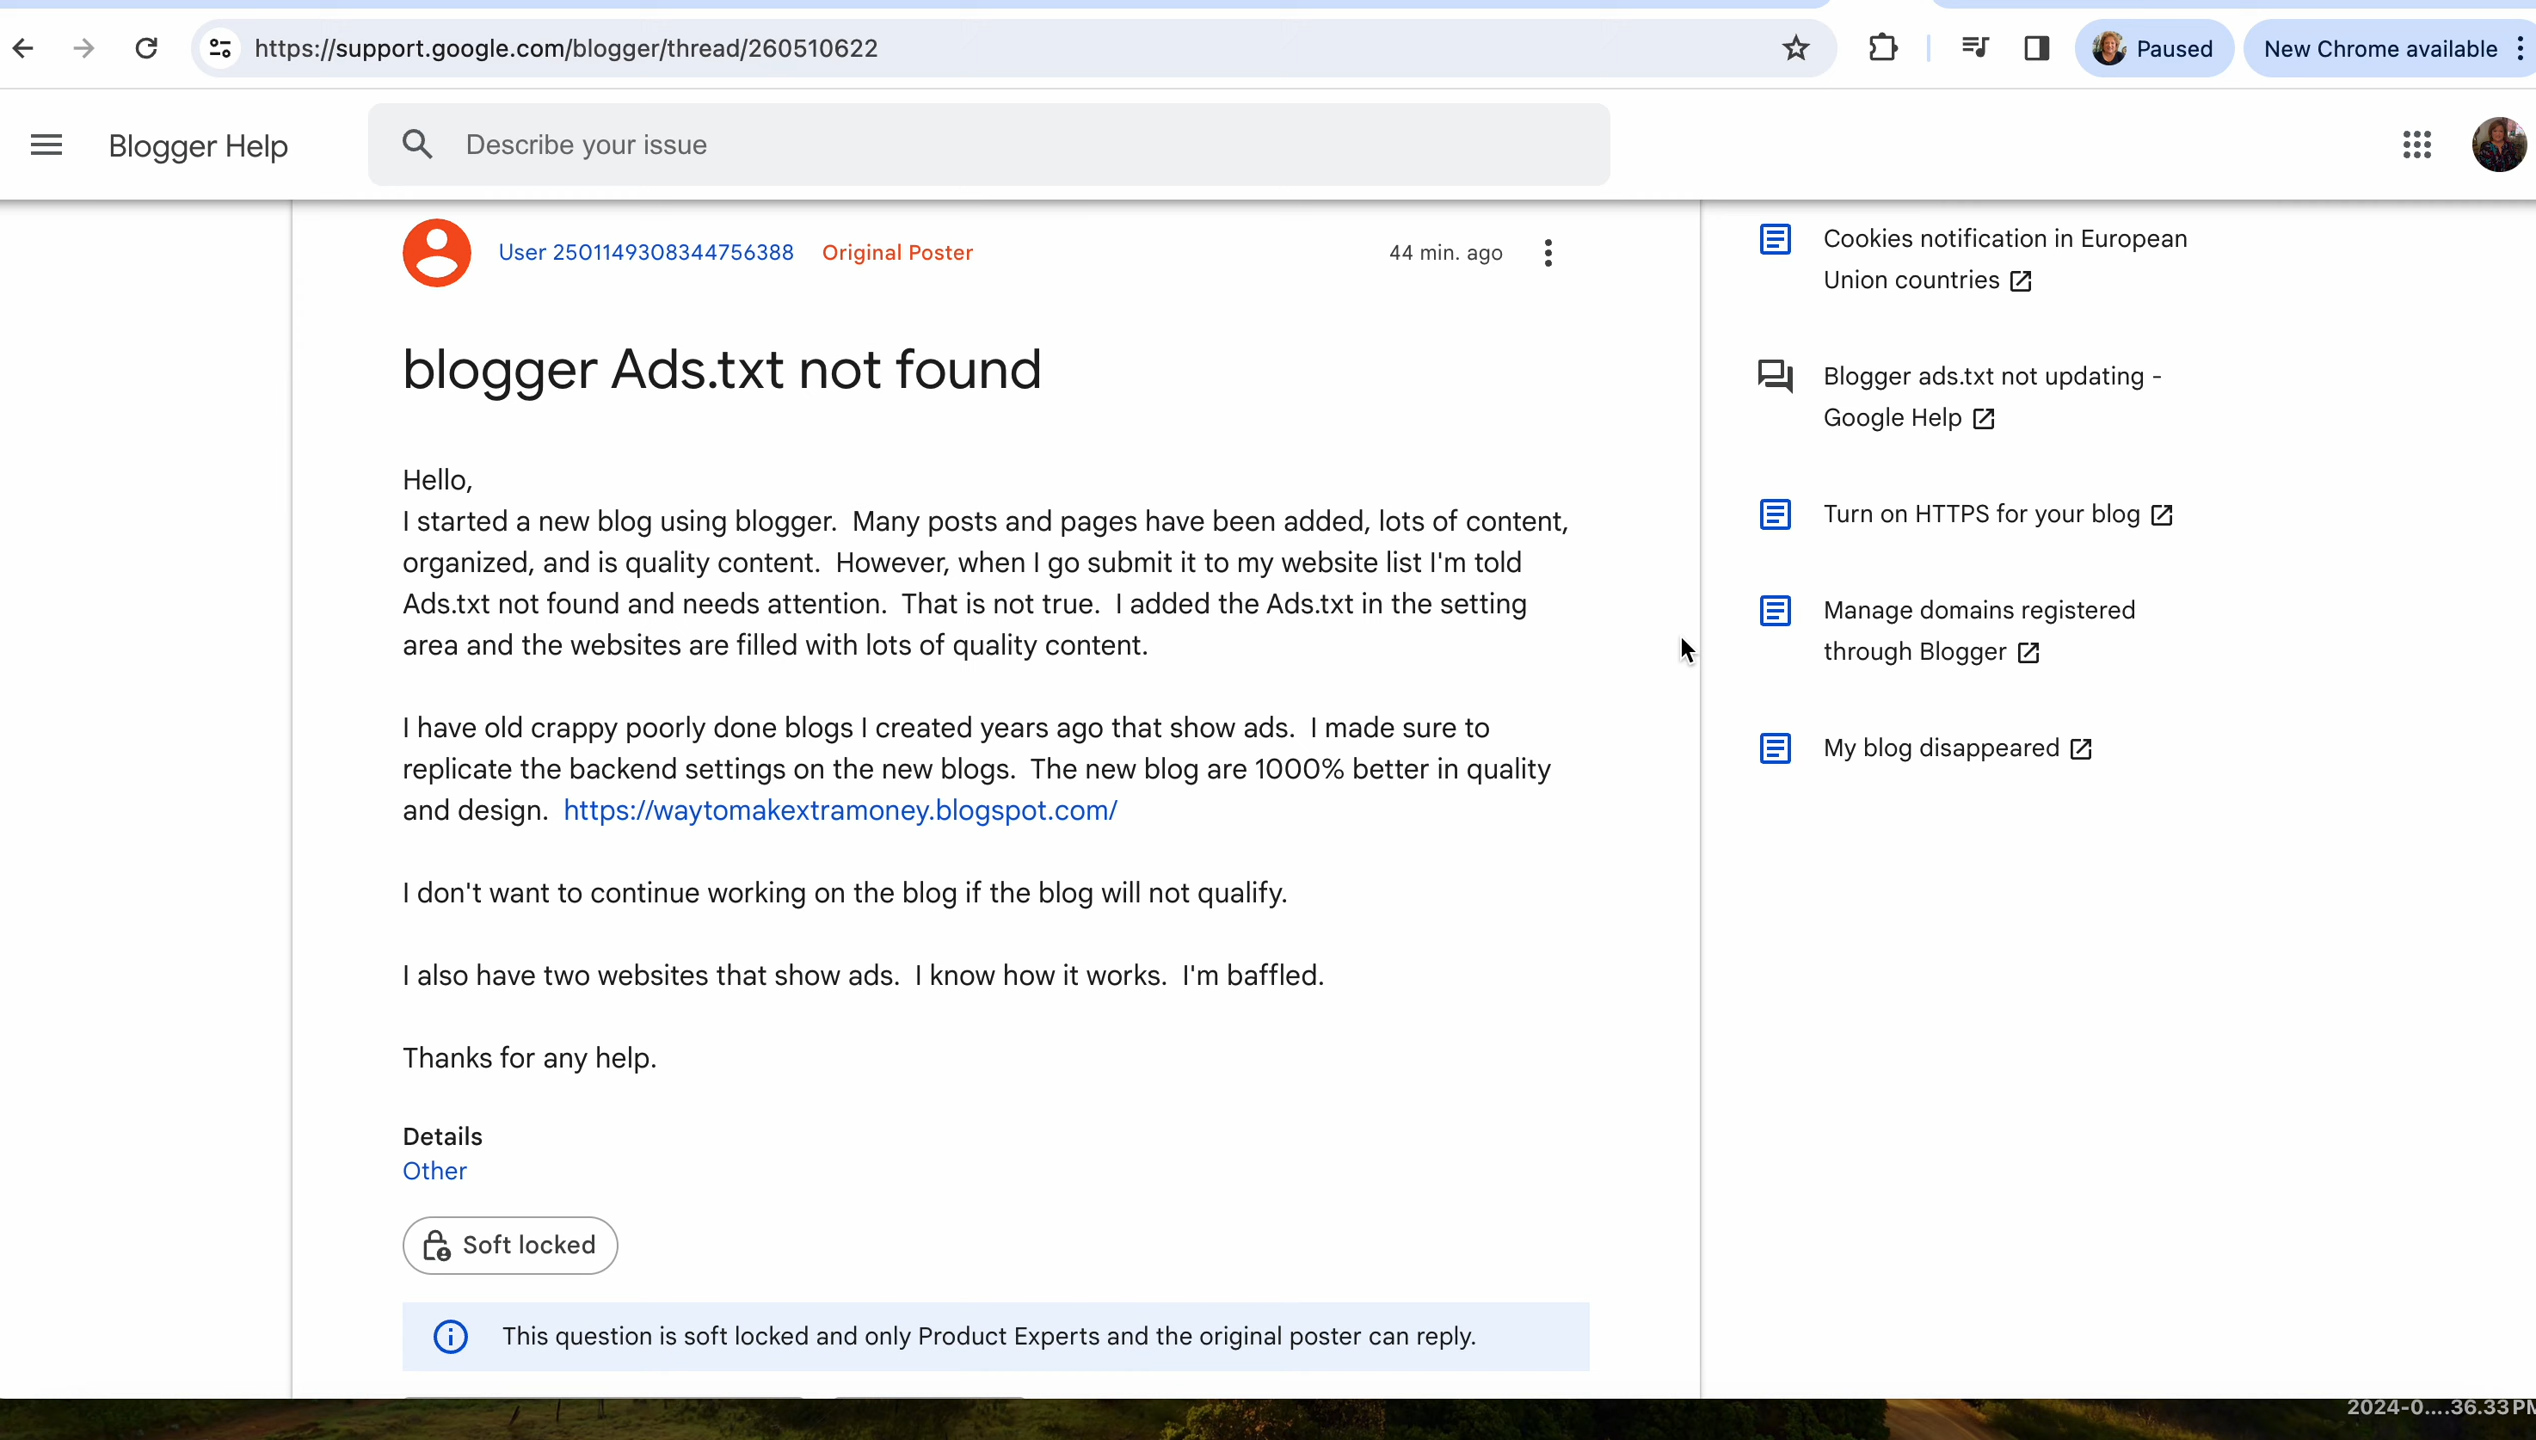 https://support.google.com/blogger/thread/260510622
Paused
New Chrome available
Blogger Help
Describe your issue
User 2501149308344756388 Original Poster
44 min. ago
blogger Ads.txt not found
Hello,
I started a new blog using blogger.  Many posts and pages have been added, lots of content,
organized, and is quality content.  However, when I go submit it to my website list I'm told
Ads.txt not found and needs attention.  That is not true.  I added the Ads.txt in the setting
area and the websites are filled with lots of quality content.
I have old crappy poorly done blogs I created years ago that show ads.  I made sure to
replicate the backend settings on the new blogs.  The new blog are 1000% better in quality
and design.  https://waytomakextramoney.blogspot.com/
I don't want to continue working on the blog if the blog will not qualify.
I also have two websites that show ads.  I know how it works.  I'm baffled.
Thanks for any help.
Details
Other
Soft locked
This question is soft locked and only Product Experts and the original poster can reply.
Cookies notification in European
Union countries
Blogger ads.txt not updating -
Google Help
Turn on HTTPS for your blog
Manage domains registered
through Blogger
My blog disappeared
2024-0....36.33 PM